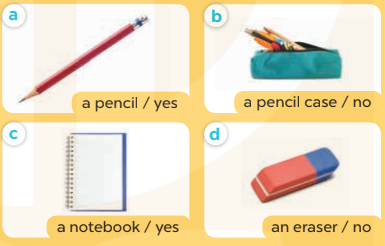 a
a pencil / yes
b
a pencil case / no
c
a notebook / yes
d
an eraser / no